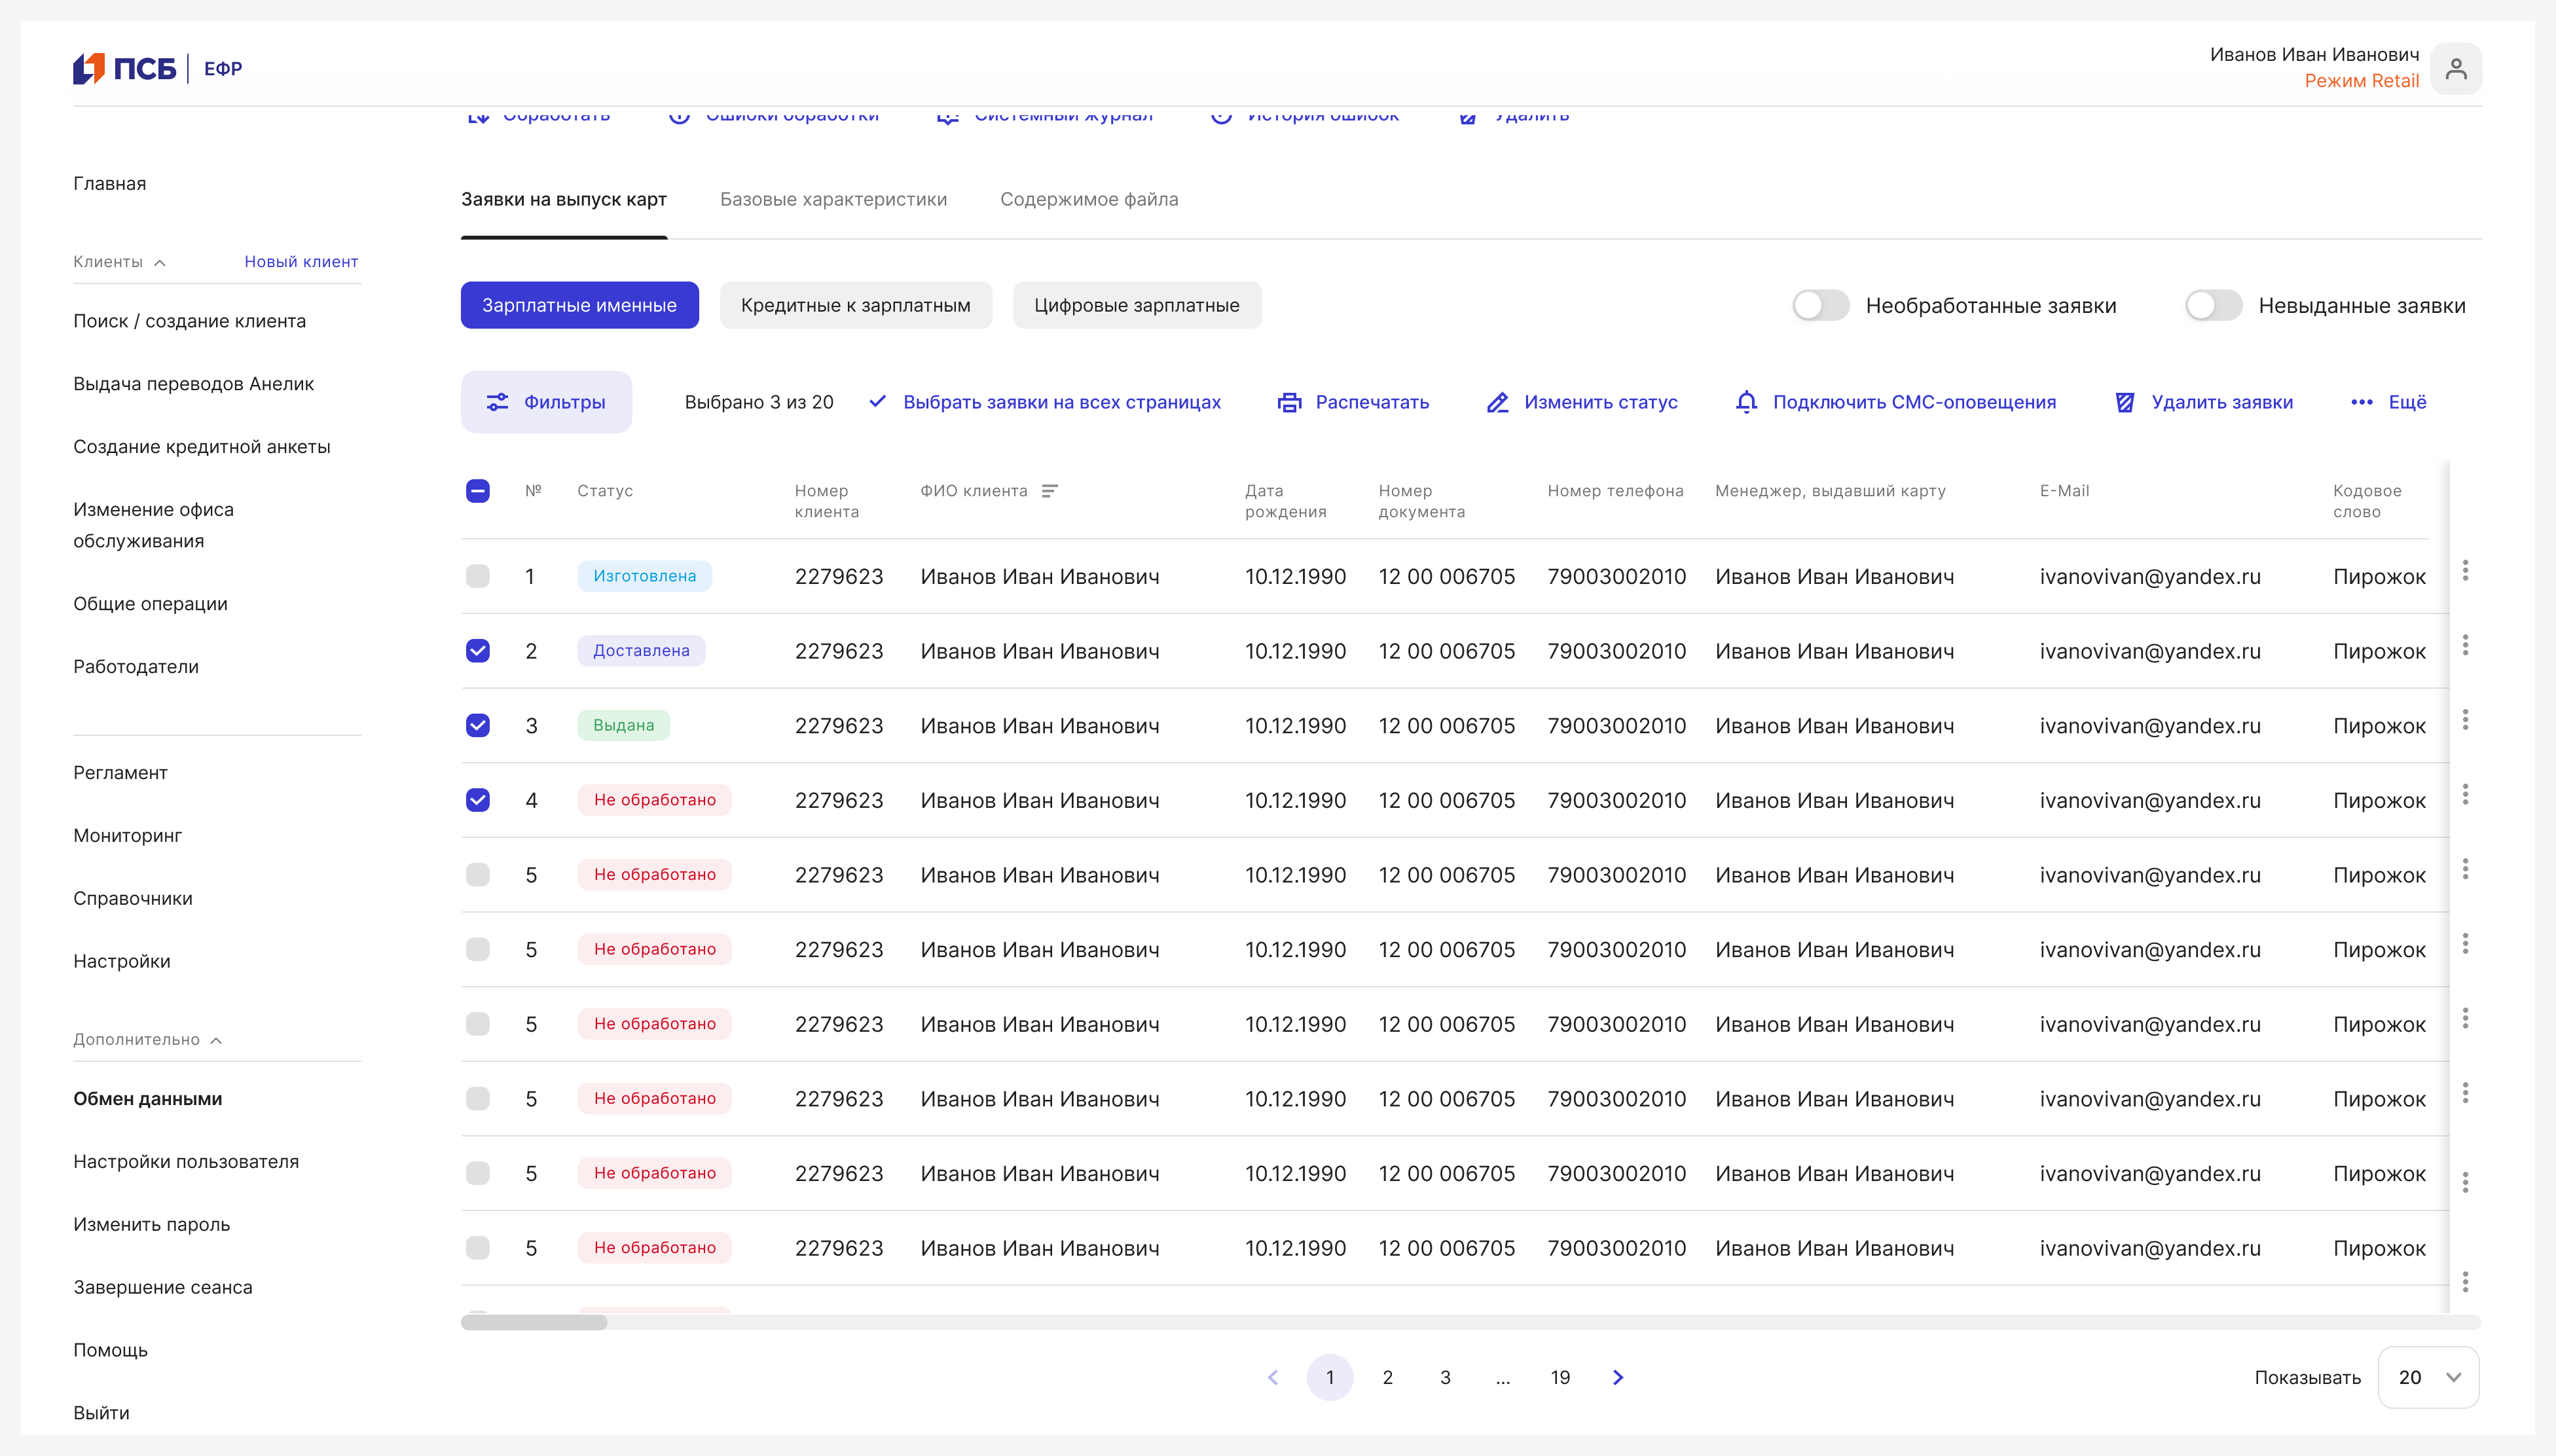 ПСБ ЕФР
Иванов Иван Иванович
Режим Retail
Обработать Ошибки обработки Системный журнал История ошибок Удалить
Главная
Клиенты Новый клиент
Поиск / создание клиента
Выдача переводов Анелик
Создание кредитной анкеты
Изменение офиса
обслуживания
Общие операции
Работодатели
Регламент
Мониторинг
Справочники
Настройки
Дополнительно
Обмен данными
Настройки пользователя
Изменить пароль
Завершение сеанса
Помощь
Выйти
Заявки на выпуск карт Базовые характеристики Содержимое файла
Зарплатные именные Кредитные к зарплатным Цифровые зарплатные Необработанные заявки Невыданные заявки
Фильтры Выбрано 3 из 20 Выбрать заявки на всех страницах Распечатать Изменить статус Подключить СМС-оповещения Удалить заявки Ещё
№ Статус Номер клиента ФИО клиента Дата рождения Номер документа Номер телефона Менеджер, выдавший карту E-Mail Кодовое слово
1 Изготовлена 2279623 Иванов Иван Иванович 10.12.1990 12 00 006705 79003002010 Иванов Иван Иванович ivanovivan@yandex.ru Пирожок
2 Доставлена 2279623 Иванов Иван Иванович 10.12.1990 12 00 006705 79003002010 Иванов Иван Иванович ivanovivan@yandex.ru Пирожок
3 Выдана 2279623 Иванов Иван Иванович 10.12.1990 12 00 006705 79003002010 Иванов Иван Иванович ivanovivan@yandex.ru Пирожок
4 Не обработано 2279623 Иванов Иван Иванович 10.12.1990 12 00 006705 79003002010 Иванов Иван Иванович ivanovivan@yandex.ru Пирожок
5 Не обработано 2279623 Иванов Иван Иванович 10.12.1990 12 00 006705 79003002010 Иванов Иван Иванович ivanovivan@yandex.ru Пирожок
5 Не обработано 2279623 Иванов Иван Иванович 10.12.1990 12 00 006705 79003002010 Иванов Иван Иванович ivanovivan@yandex.ru Пирожок
5 Не обработано 2279623 Иванов Иван Иванович 10.12.1990 12 00 006705 79003002010 Иванов Иван Иванович ivanovivan@yandex.ru Пирожок
5 Не обработано 2279623 Иванов Иван Иванович 10.12.1990 12 00 006705 79003002010 Иванов Иван Иванович ivanovivan@yandex.ru Пирожок
5 Не обработано 2279623 Иванов Иван Иванович 10.12.1990 12 00 006705 79003002010 Иванов Иван Иванович ivanovivan@yandex.ru Пирожок
5 Не обработано 2279623 Иванов Иван Иванович 10.12.1990 12 00 006705 79003002010 Иванов Иван Иванович ivanovivan@yandex.ru Пирожок
1 2 3 ... 19 Показывать 20